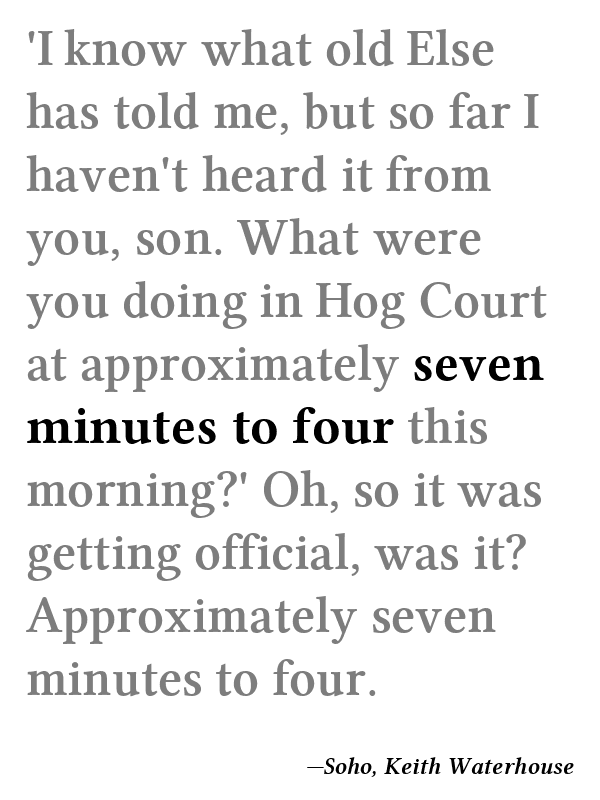 'I know what old Else
has told me, but so far I
haven't heard it from
you, son. What were
you doing in Hog Court
at approximately seven
minutes to four this
morning?' Oh, so it was
getting official, was it?
Approximately seven
minutes to four.
—Soho, Keith Waterhouse